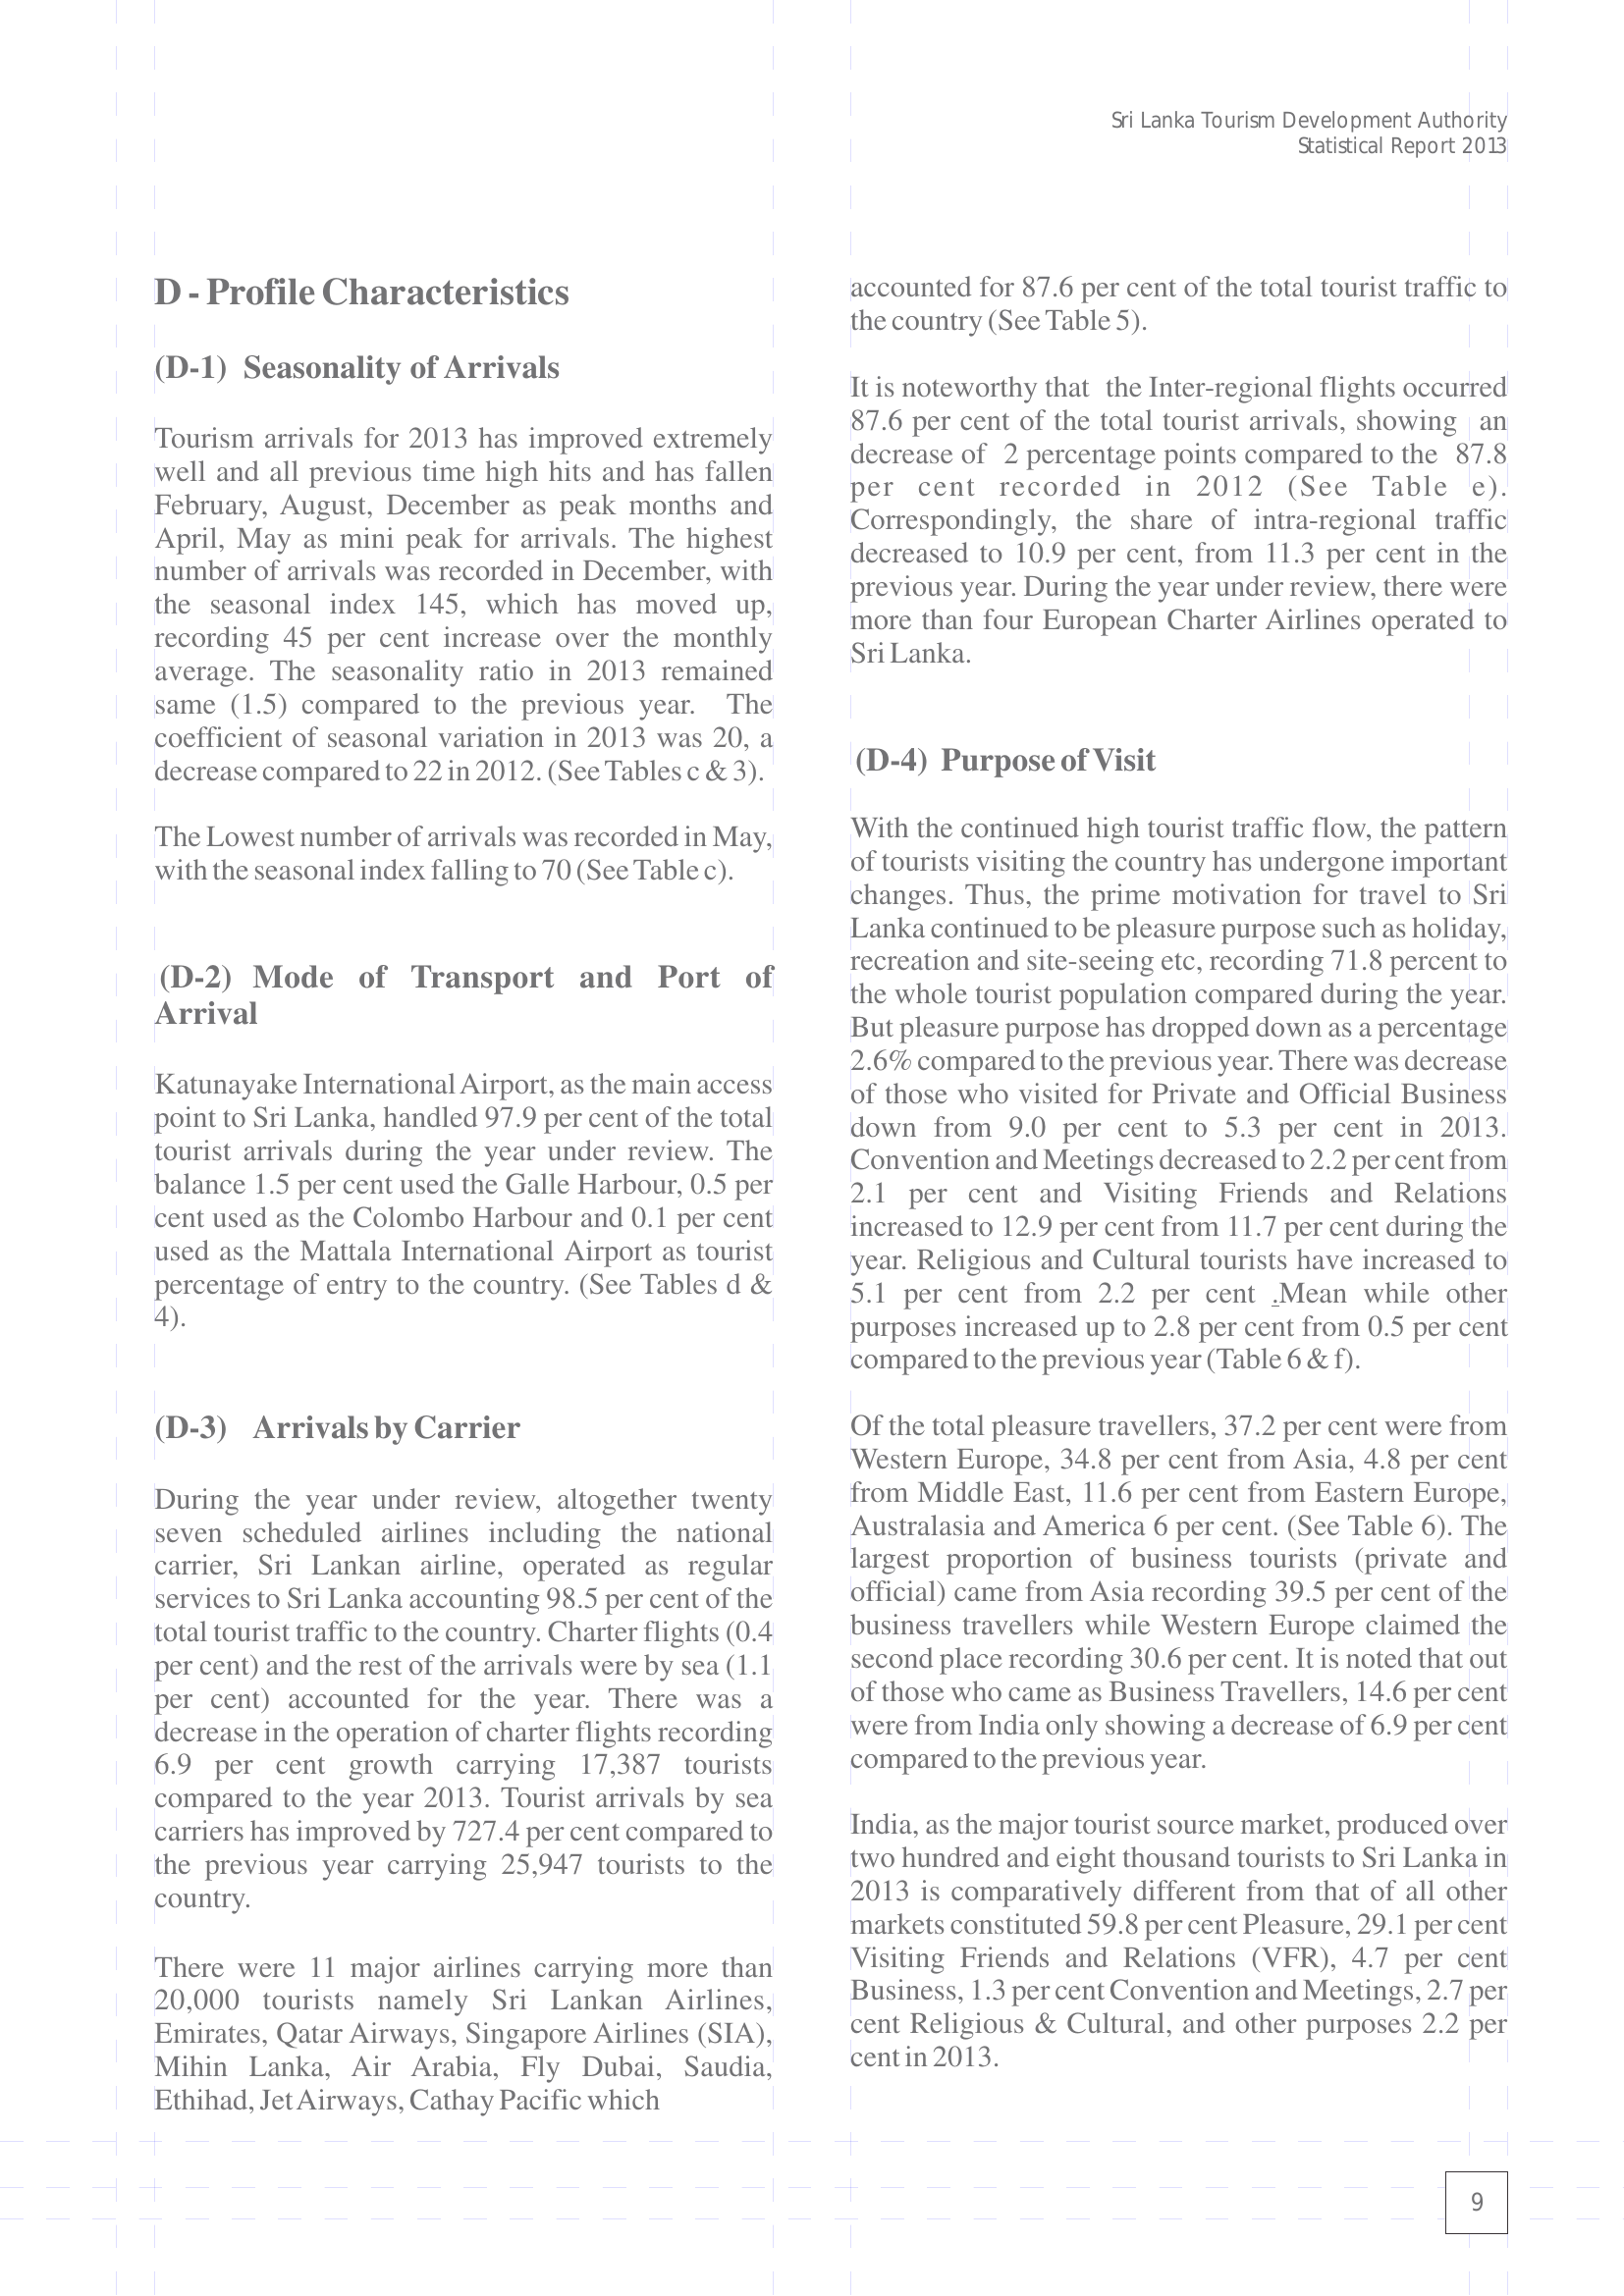 Sri Lanka Tourism Development Authority
Statistical Report 2013
D - Profile Characteristics
(D-1) Seasonality of Arrivals
Tourism arrivals for 2013 has improved extremely
well and all previous time high hits and has fallen
February, August, December as peak months and
April, May as mini peak for arrivals. The highest
number of arrivals was recorded in December, with
the seasonal index 145, which has moved up,
recording 45 per cent increase over the monthly
average. The seasonality ratio in 2013 remained
same (1.5) compared to the previous year. The
coefficient of seasonal variation in 2013 was 20, a
decrease compared to 22 in 2012. (See Tables c & 3).
The Lowest number of arrivals was recorded in May,
with the seasonal index falling to 70 (See Table c).
(D-2) Mode of Transport and Port of
Arrival
Katunayake International Airport, as the main access
point to Sri Lanka, handled 97.9 per cent of the total
tourist arrivals during the year under review. The
balance 1.5 per cent used the Galle Harbour, 0.5 per
cent used as the Colombo Harbour and 0.1 per cent
used as the Mattala International Airport as tourist
percentage of entry to the country. (See Tables d &
4).
(D-3) Arrivals by Carrier
During the year under review, altogether twenty
seven scheduled airlines including the national
carrier, Sri Lankan airline, operated as regular
services to Sri Lanka accounting 98.5 per cent of the
total tourist traffic to the country. Charter flights (0.4
per cent) and the rest of the arrivals were by sea (1.1
per cent) accounted for the year. There was a
decrease in the operation of charter flights recording
6.9 per cent growth carrying 17,387 tourists
compared to the year 2013. Tourist arrivals by sea
carriers has improved by 727.4 per cent compared to
the previous year carrying 25,947 tourists to the
country.
There were 11 major airlines carrying more than
20,000 tourists namely Sri Lankan Airlines,
Emirates, Qatar Airways, Singapore Airlines (SIA),
Mihin Lanka, Air Arabia, Fly Dubai, Saudia,
Ethihad, Jet Airways, Cathay Pacific which
accounted for 87.6 per cent of the total tourist traffic to
the country (See Table 5).
It is noteworthy that the Inter-regional flights occurred
87.6 per cent of the total tourist arrivals, showing an
decrease of 2 percentage points compared to the 87.8
per cent recorded in 2012 (See Table e).
Correspondingly, the share of intra-regional traffic
decreased to 10.9 per cent, from 11.3 per cent in the
previous year. During the year under review, there were
more than four European Charter Airlines operated to
Sri Lanka.
(D-4) Purpose of Visit
With the continued high tourist traffic flow, the pattern
of tourists visiting the country has undergone important
changes. Thus, the prime motivation for travel to Sri
Lanka continued to be pleasure purpose such as holiday,
recreation and site-seeing etc, recording 71.8 percent to
the whole tourist population compared during the year.
But pleasure purpose has dropped down as a percentage
2.6% compared to the previous year. There was decrease
of those who visited for Private and Official Business
down from 9.0 per cent to 5.3 per cent in 2013.
Convention and Meetings decreased to 2.2 per cent from
2.1 per cent and Visiting Friends and Relations
increased to 12.9 per cent from 11.7 per cent during the
year. Religious and Cultural tourists have increased to
5.1 per cent from 2.2 per cent .Mean while other
purposes increased up to 2.8 per cent from 0.5 per cent
compared to the previous year (Table 6 & f).
Of the total pleasure travellers, 37.2 per cent were from
Western Europe, 34.8 per cent from Asia, 4.8 per cent
from Middle East, 11.6 per cent from Eastern Europe,
Australasia and America 6 per cent. (See Table 6). The
largest proportion of business tourists (private and
official) came from Asia recording 39.5 per cent of the
business travellers while Western Europe claimed the
second place recording 30.6 per cent. It is noted that out
of those who came as Business Travellers, 14.6 per cent
were from India only showing a decrease of 6.9 per cent
compared to the previous year.
India, as the major tourist source market, produced over
two hundred and eight thousand tourists to Sri Lanka in
2013 is comparatively different from that of all other
markets constituted 59.8 per cent Pleasure, 29.1 per cent
Visiting Friends and Relations (VFR), 4.7 per cent
Business, 1.3 per cent Convention and Meetings, 2.7 per
cent Religious & Cultural, and other purposes 2.2 per
cent in 2013.
9